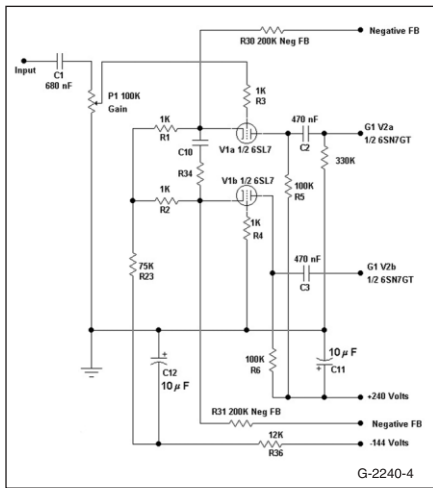 R30 200K Neg FB
Negative FB
Input
C1
680 nF
P1 100K
Gain
1K
R3
1K
R1
470 nF
C2
G1 V2a
1/2 6SN7GT
C10
V1a 1/2 6SL7
330K
R34
V1b 1/2 6SL7
1K
R2
100K
R5
1K
R4
470 nF
C3
G1 V2b
1/2 6SN7GT
75K
R23
+
C12
10 μF
100K
R6
10 μF
+
C11
+240 Volts
R31 200K Neg FB
Negative FB
12K
R36
-144 Volts
G-2240-4